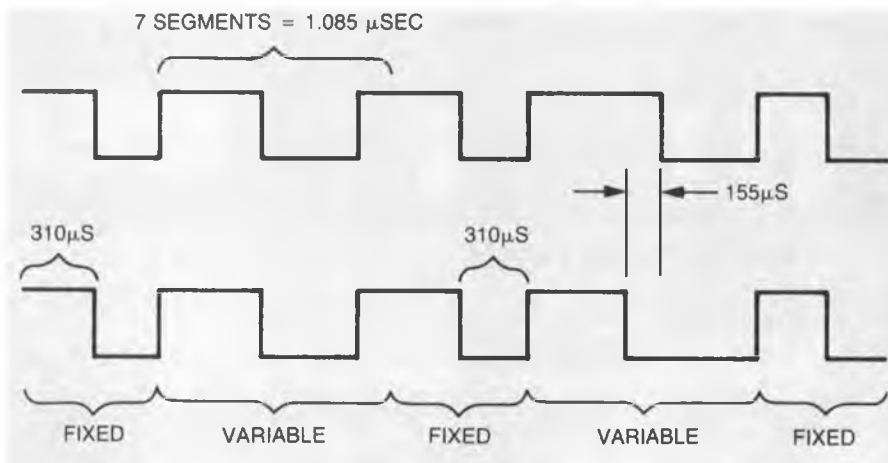 7 SEGMENTS = 1.085 µSEC
155µS
310µS
310µS
FIXED
VARIABLE
FIXED
VARIABLE
FIXED